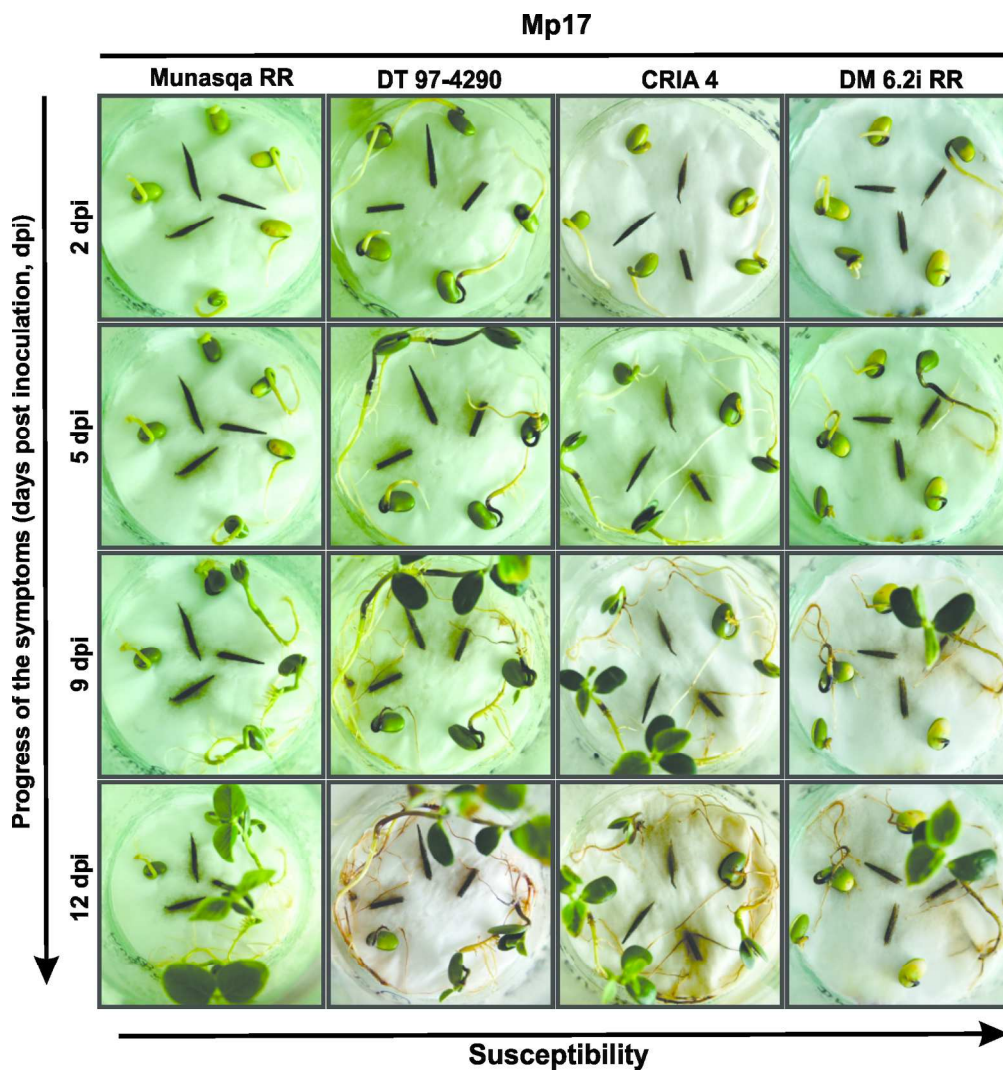 Mp17
Munasqa RR
DT 97-4290
CRIA 4
DM 6.2i RR
Progress of the symptoms (days post inoculation, dpi)
2 dpi
5 dpi
9 dpi
12 dpi
Susceptibility